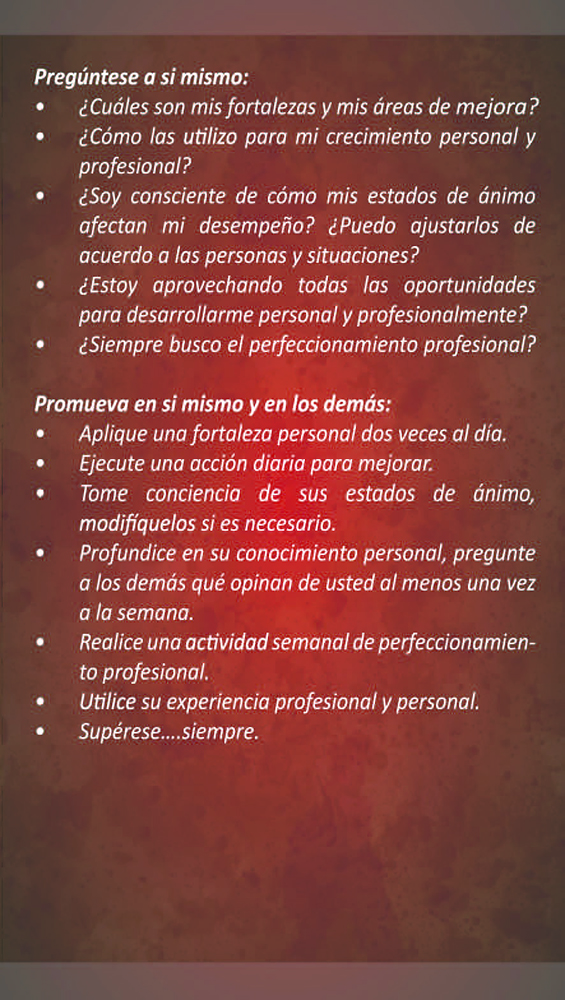 Pregúntese a si mismo:
• ¿Cuáles son mis fortalezas y mis áreas de mejora?
• ¿Cómo las utilizo para mi crecimiento personal y
profesional?
• ¿Soy consciente de cómo mis estados de ánimo
afectan mi desempeño? ¿Puedo ajustarlos de
acuerdo a las personas y situaciones?
• ¿Estoy aprovechando todas las oportunidades
para desarrollarme personal y profesionalmente?
• ¿Siempre busco el perfeccionamiento profesional?
Promueva en si mismo y en los demás:
• Aplique una fortaleza personal dos veces al día.
• Ejecute una acción diaria para mejorar.
• Tome conciencia de sus estados de ánimo,
modifíquelos si es necesario.
• Profundice en su conocimiento personal, pregunte
a los demás qué opinan de usted al menos una vez
a la semana.
• Realice una actividad semanal de perfeccionamien-
to profesional.
• Utilice su experiencia profesional y personal.
• Supérese....siempre.